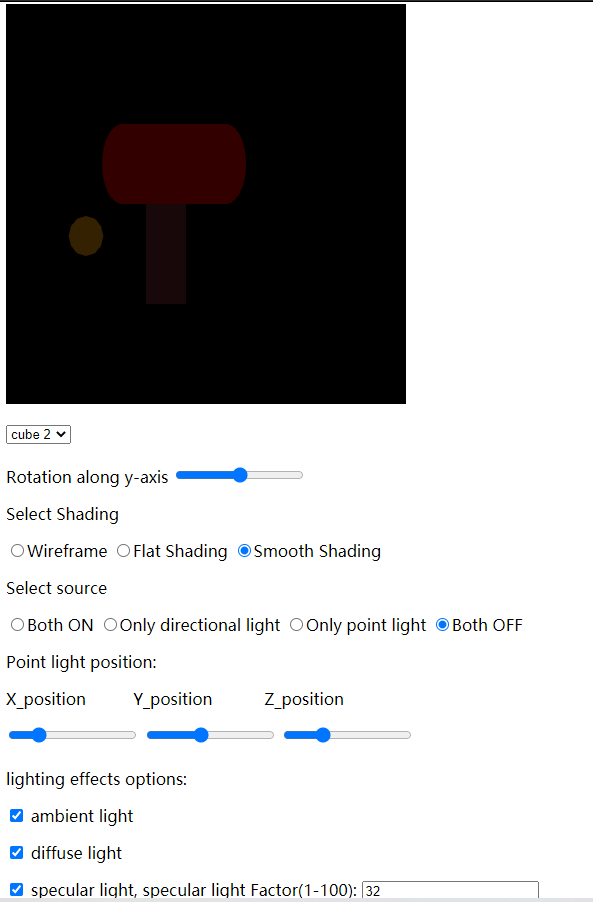 cube 2
Rotation along y-axis
Select Shading
Wireframe Flat Shading Smooth Shading
Select source
Both ON Only directional light Only point light Both OFF
Point light position:
X_position Y_position Z_position
lighting effects options:
ambient light
diffuse light
specular light, specular light Factor(1-100): 32